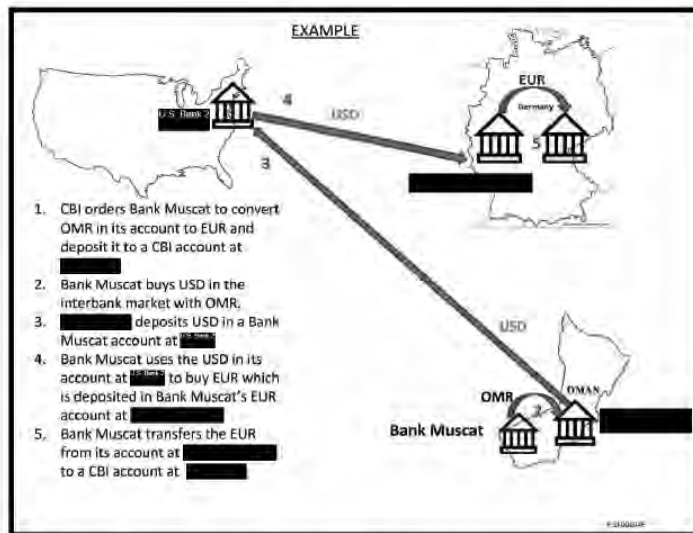 EXAMPLE
4
USD
EUR
Germany
5
U.S. Bank 2
3
1. CBI orders Bank Muscat to convert
OMR in its account to EUR and
deposit it to a CBI account at
2. Bank Muscat buys USD in the
interbank market with OMR.
3. deposits USD in a Bank
Muscat account at U.S. Bank 2
4. Bank Muscat uses the USD in its
account at U.S. Bank 2 to buy EUR which
is deposited in Bank Muscat's EUR
account at
5. Bank Muscat transfers the EUR
from its account at
to a CBI account at
USD
OMR
OMAN
2
Bank Muscat